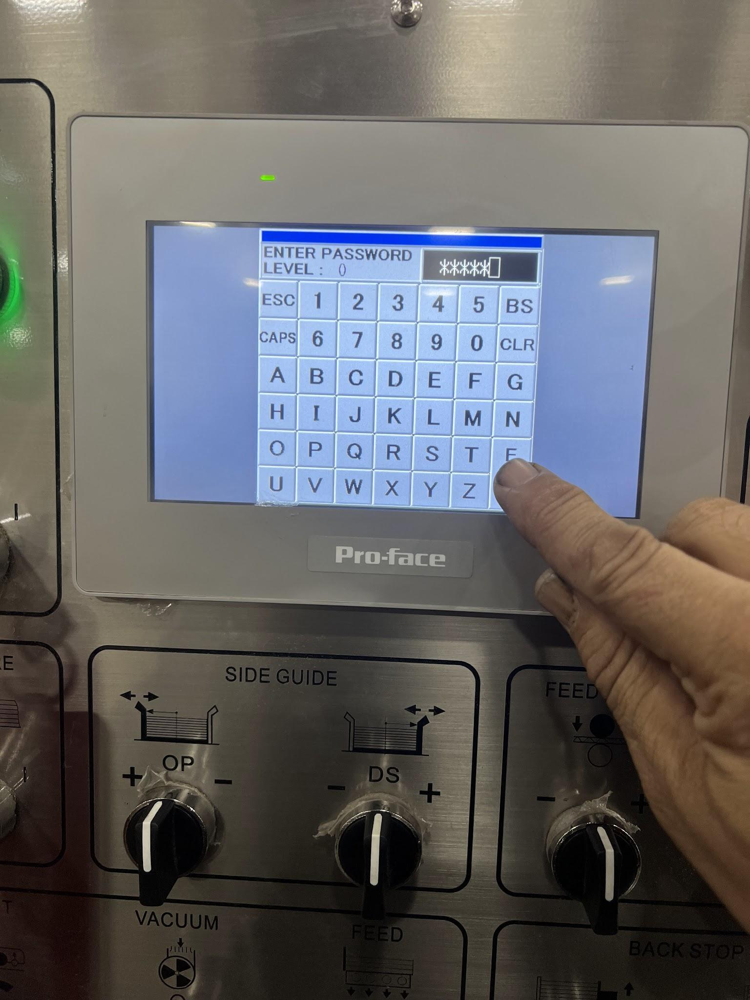 ENTER PASSWORD
LEVEL : 0
*****
ESC 1 2 3 4 5 BS
CAPS 6 7 8 9 0 CLR
A B C D E F G
H I J K L M N
O P Q R S T
U V W X Y Z
Pro-face
SIDE GUIDE
FEED
OP
+ -
DS
- +
- +
VACUUM
FEED
BACK STOP